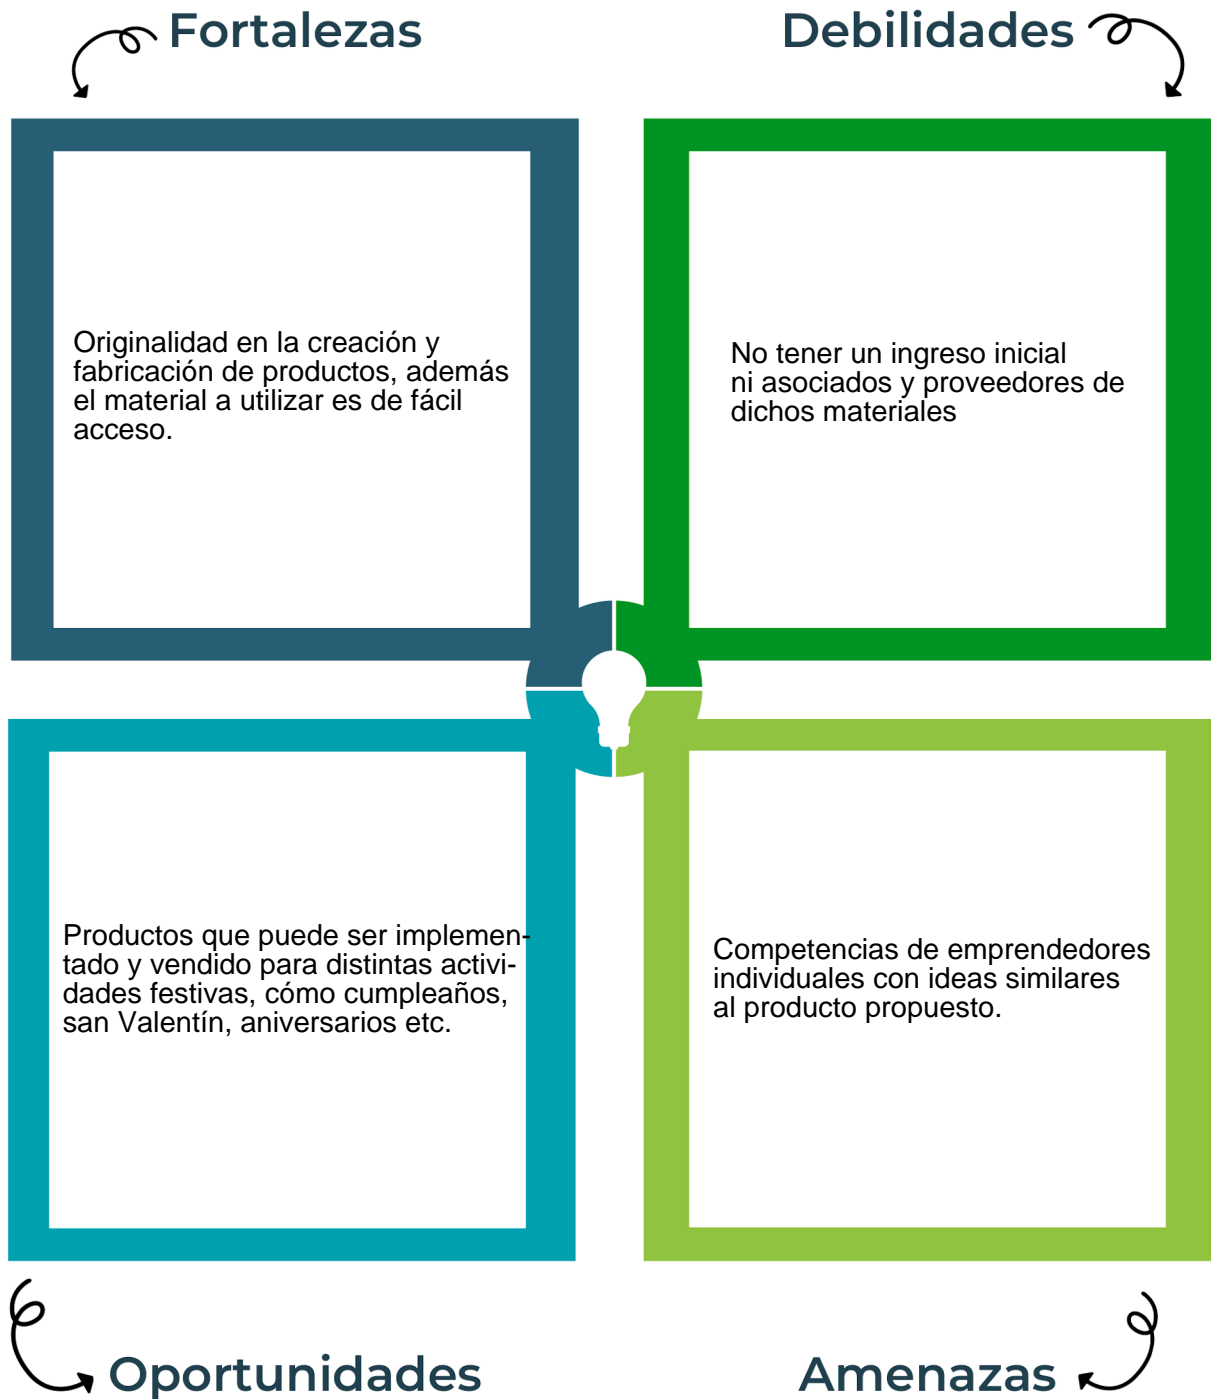 Fortalezas
Originalidad en la creación y
fabricación de productos, además
el material a utilizar es de fácil
acceso.
Debilidades
No tener un ingreso inicial
ni asociados y proveedores de
dichos materiales
Productos que puede ser implemen-
tado y vendido para distintas activi-
dades festivas, cómo cumpleaños,
san Valentín, aniversarios etc.
Oportunidades
Competencias de emprendedores
individuales con ideas similares
al producto propuesto.
Amenazas